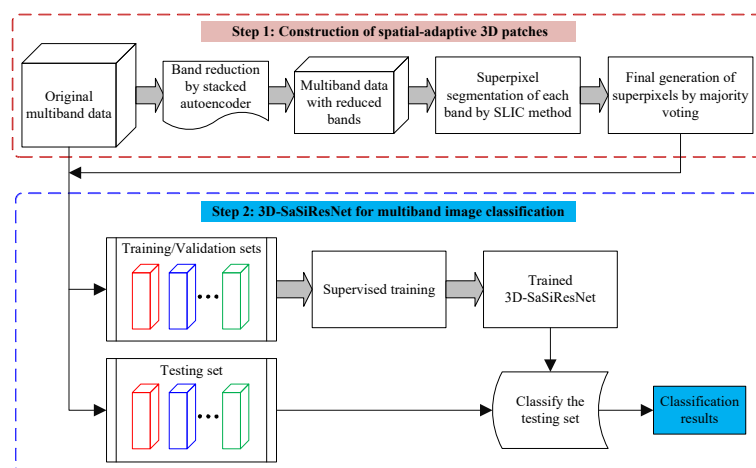 Step 1: Construction of spatial-adaptive 3D patches
Original
multiband data
Band reduction
by stacked
autoencoder
Multiband data
with reduced
bands
Superpixel
segmentation of each
band by SLIC method
Final generation of
superpixels by majority
voting
Step 2: 3D-SaSiResNet for multiband image classification
Training/Validation sets
Supervised training
Trained
3D-SaSiResNet
Testing set
Classify the
testing set
Classification
results